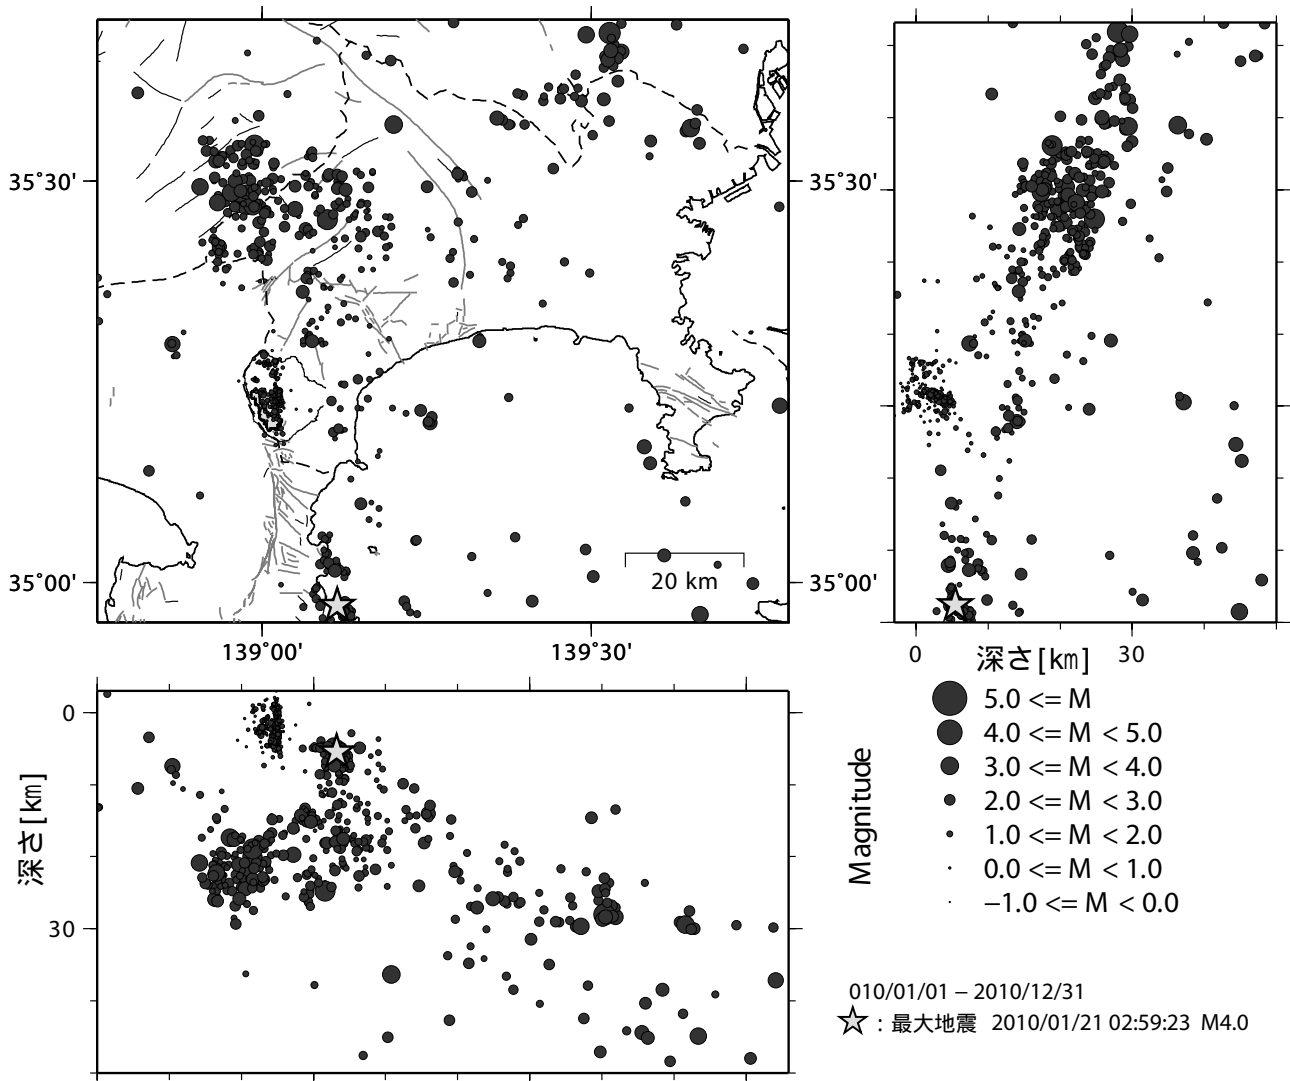 35°30'
35°00'
139°00'
139°30'
20 km
35°30'
35°00'
0
30
深さ[㎞]
0
30
深さ[㎞]
Magnitude
5.0 <= M
4.0 <= M < 5.0
3.0 <= M < 4.0
2.0 <= M < 3.0
1.0 <= M < 2.0
0.0 <= M < 1.0
−1.0 <= M < 0.0
010/01/01 − 2010/12/31
：最大地震 2010/01/21 02:59:23 M4.0